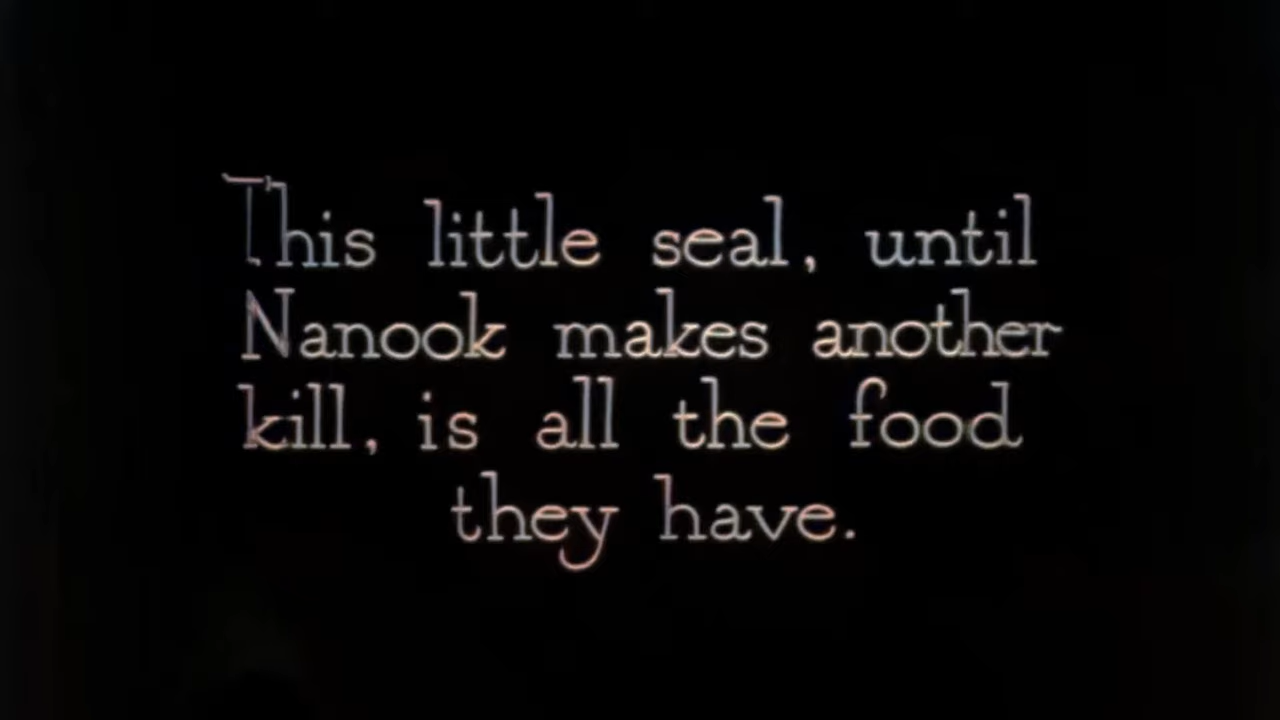 This little seal, until
Nanook makes another
kill, is all the food
they have.